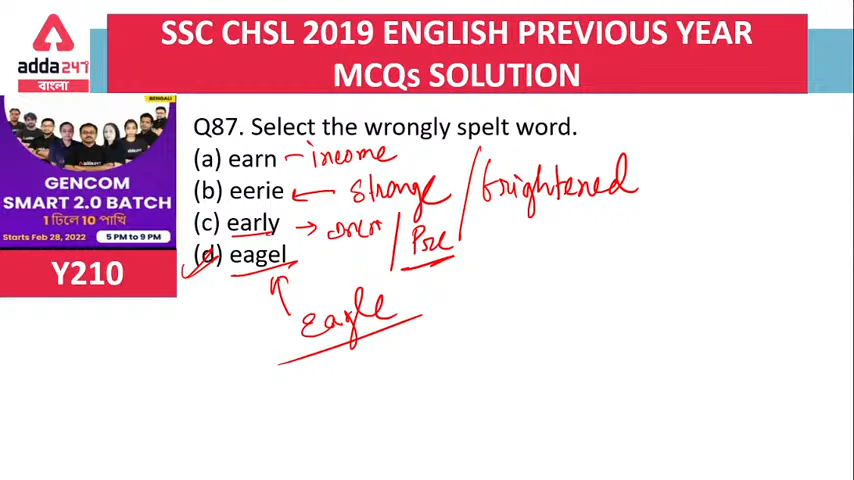 SSC CHSL 2019 ENGLISH PREVIOUS YEAR
MCQs SOLUTION
adda247
বাংলা
BENGALI
GENCOM
SMART 2.0 BATCH
1 ঢিলে 10 পাখি
Starts Feb 28, 2022
5 PM to 9 PM
Y210
Q87. Select the wrongly spelt word.
(a) earn – income
(b) eerie ← strange / frightened
(c) early → / Pre
(d) eagel
Eagle